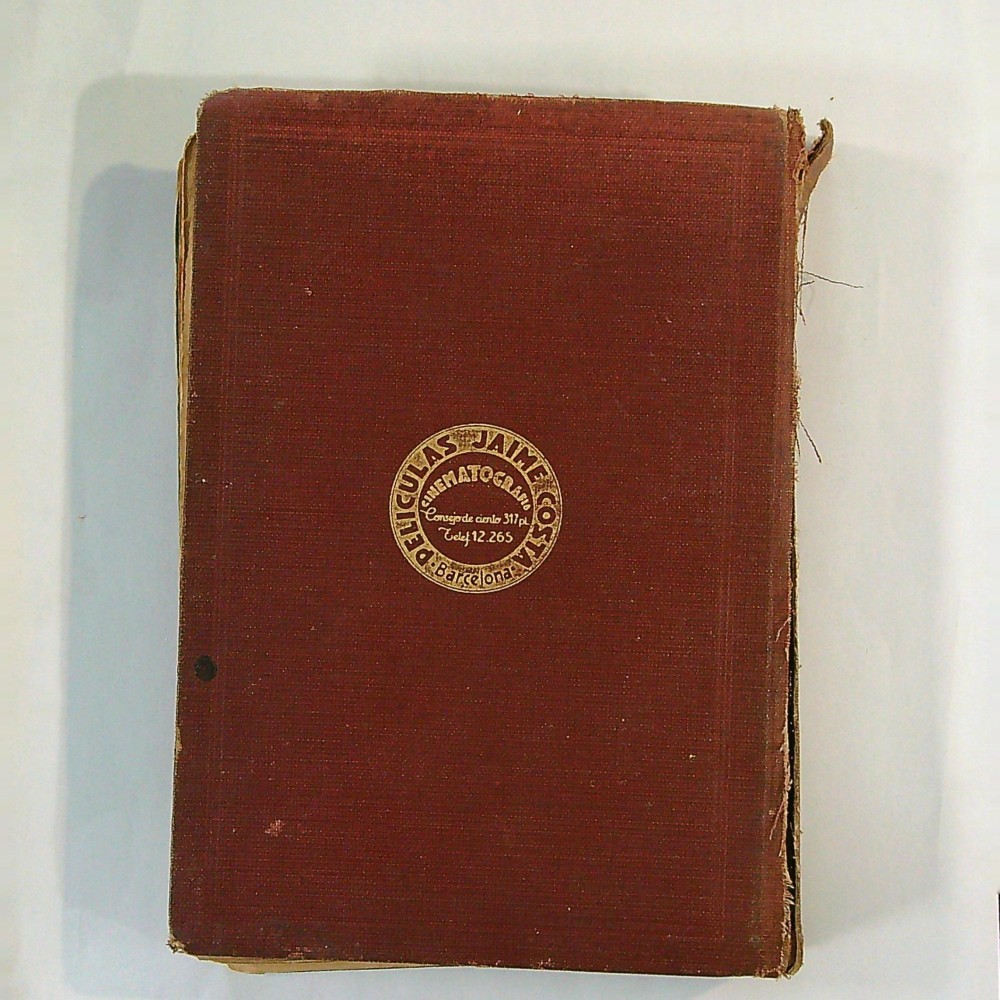 PELICULAS JAIME COSTA
CINEMATOGRAFO
Consejo de ciento 317 pl.
Telef 12.265
Barcelona